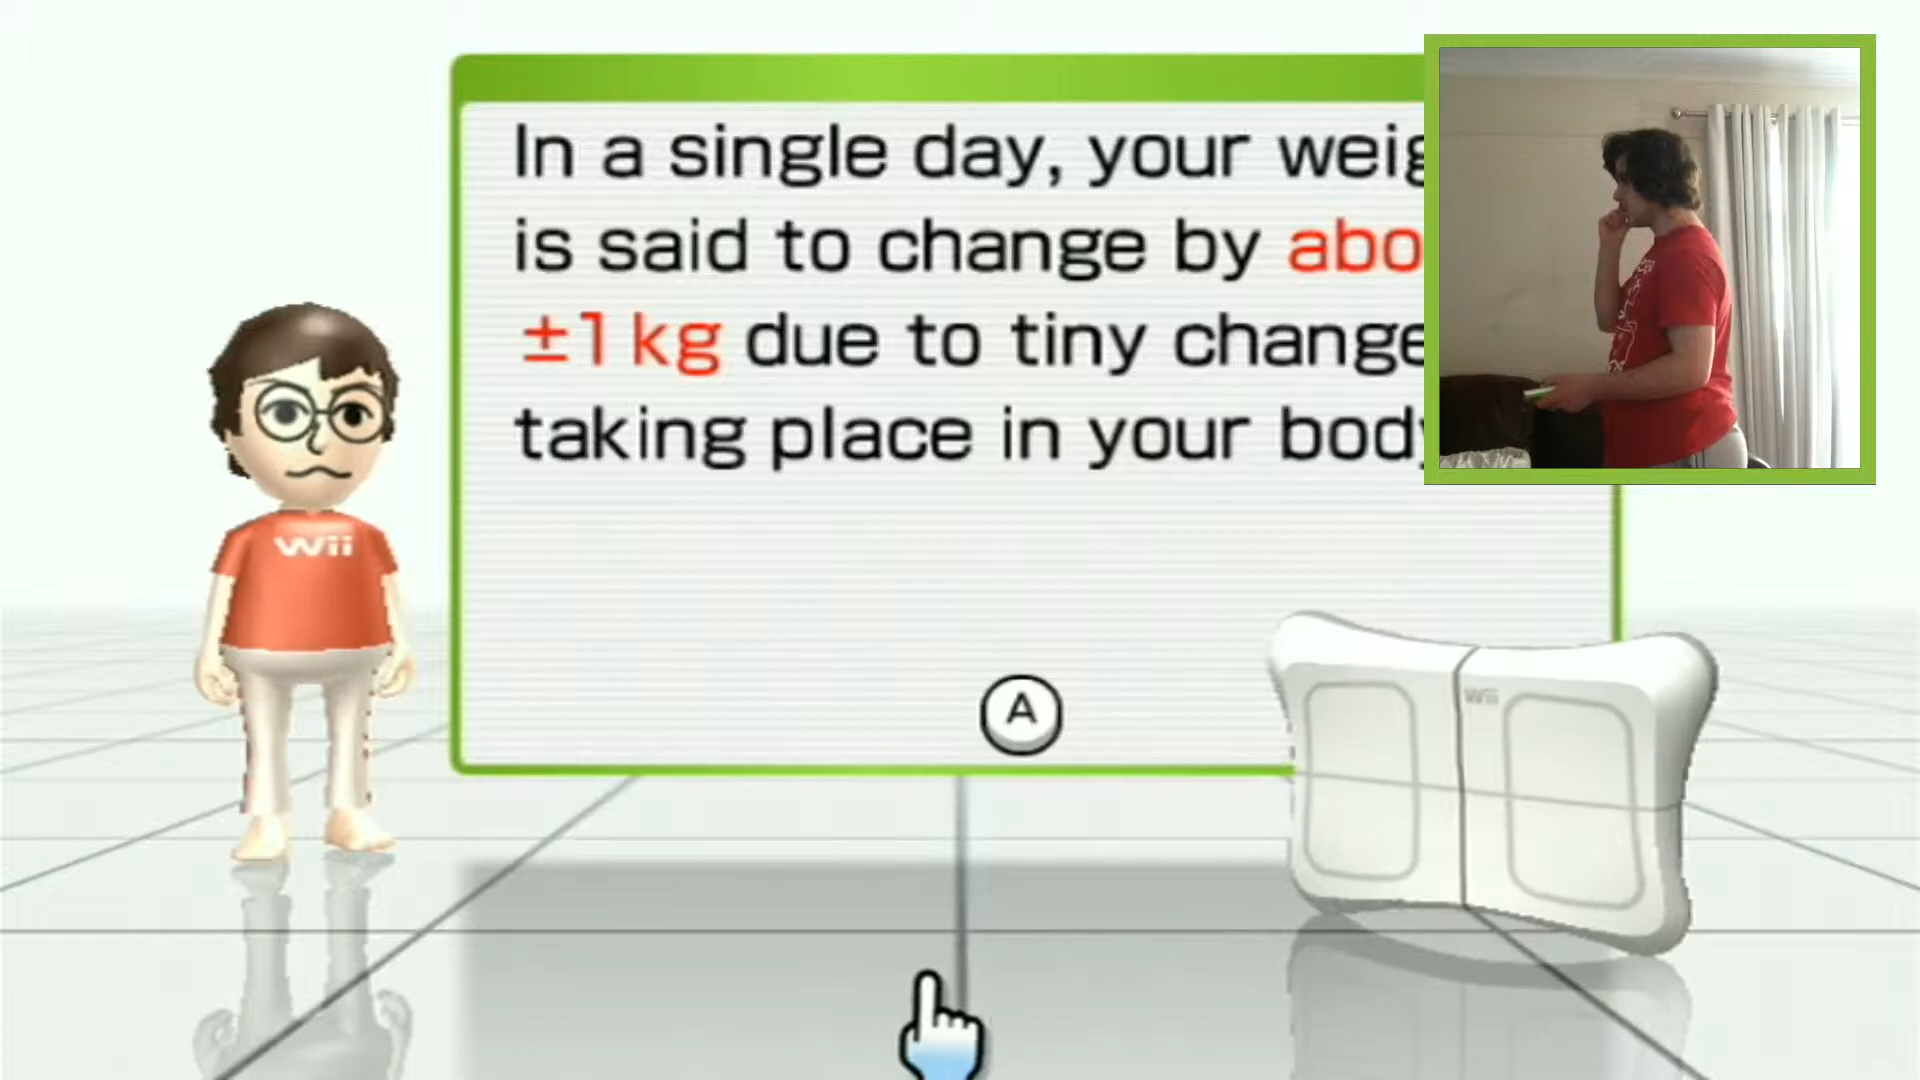 In a single day, your weig
is said to change by abo
±1kg due to tiny change
taking place in your body
Wii
A
Wii